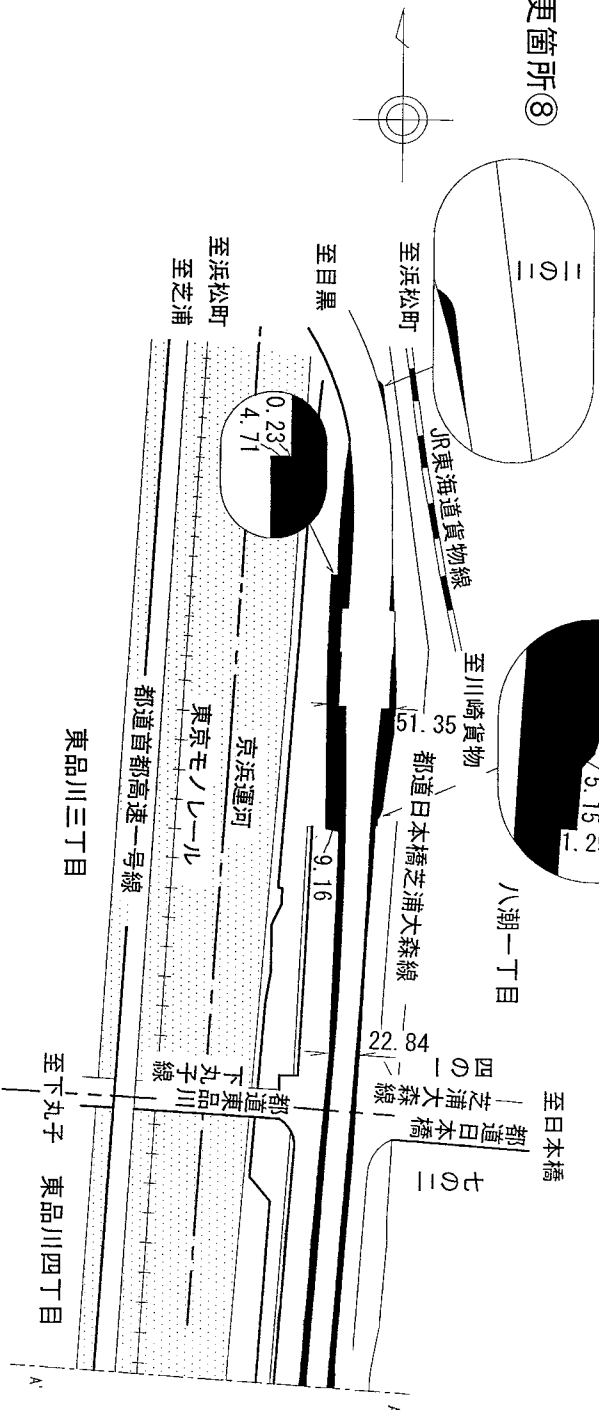 更箇所⑧
二の二
至浜松町
JR東海道貨物線
至川崎貨物
至目黒
至浜松町
至芝浦
0.23
4.71
51.35
5.15
八潮一丁目
都道日本橋芝浦大森線
9.16
22.84
京浜運河
東京モノレール
都道首都高速一号線
東品川三丁目
四の一
至日本橋
都道日本橋
芝浦大森線
七の二
都道東品川
下丸子線
至下丸子
東品川四丁目
A'